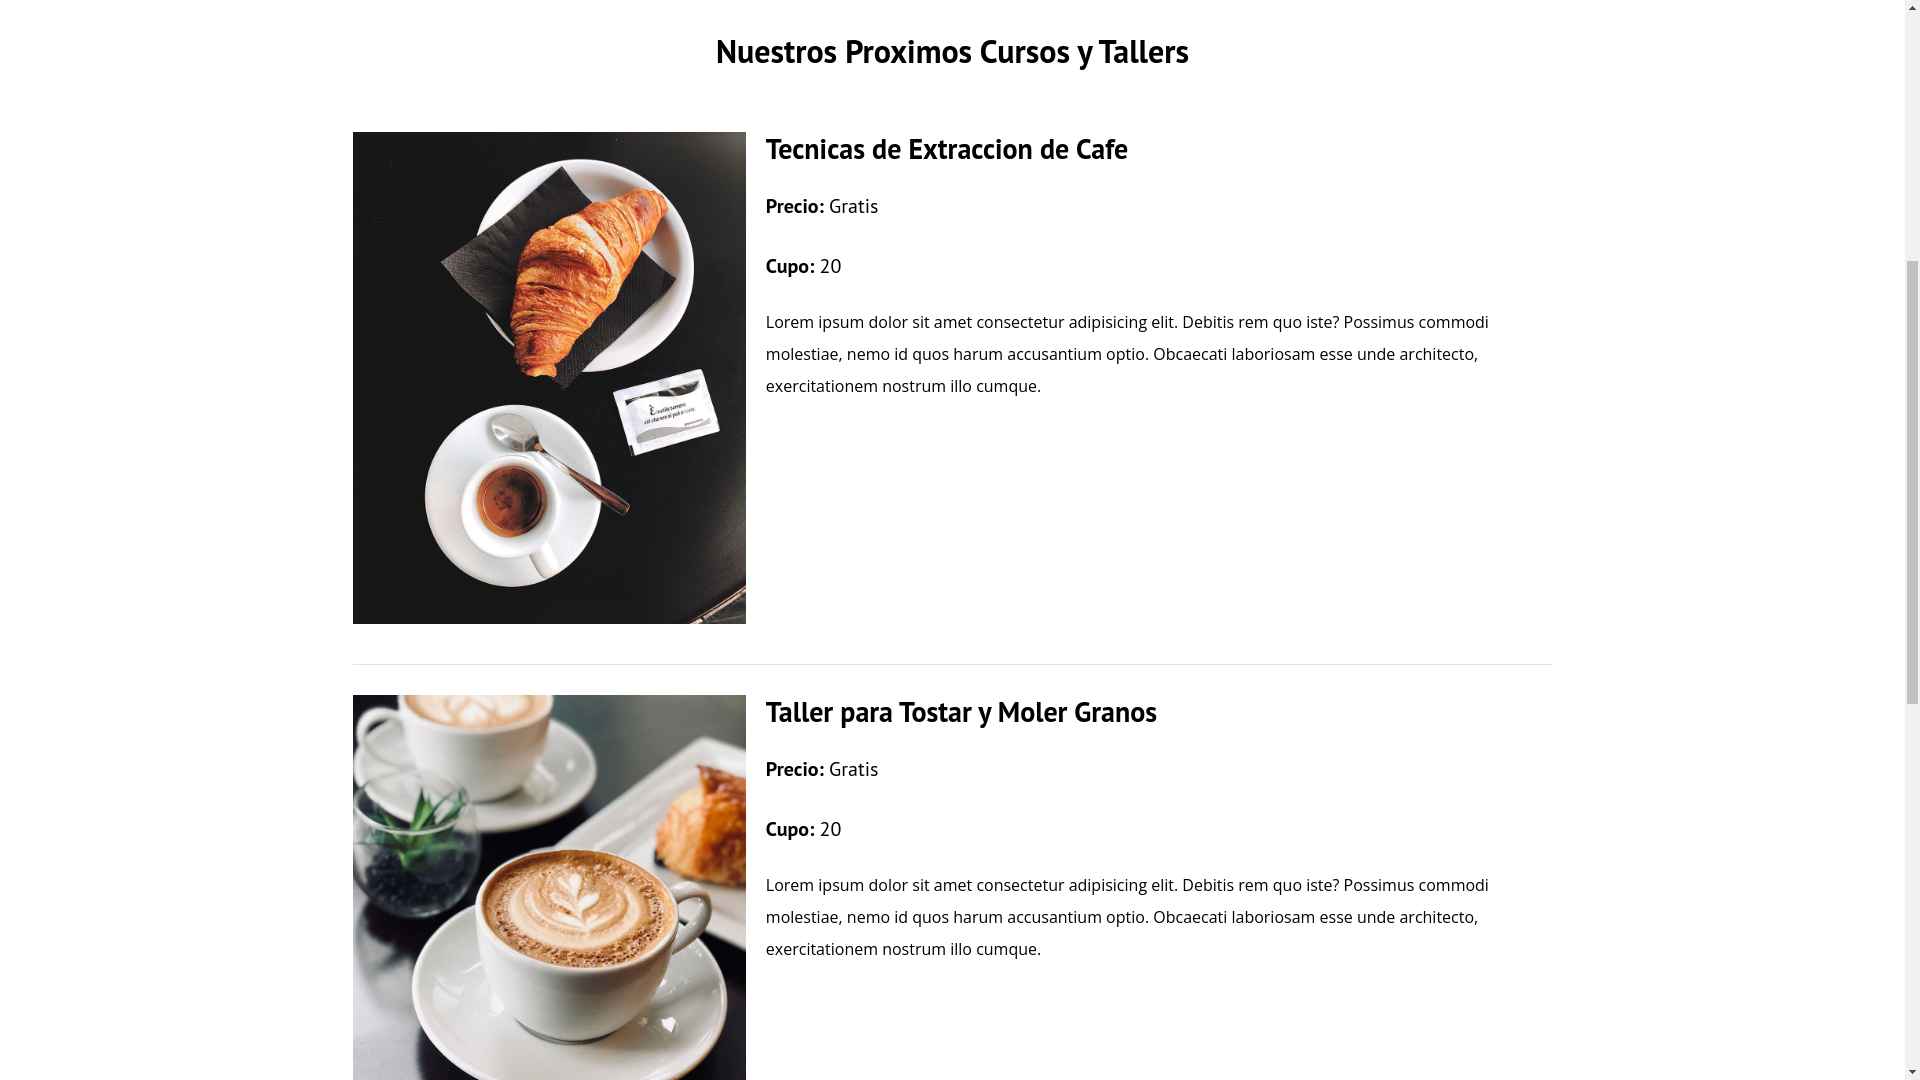 Nuestros Proximos Cursos y Tallers
Tecnicas de Extraccion de Cafe
Precio: Gratis
Cupo: 20
Lorem ipsum dolor sit amet consectetur adipisicing elit. Debitis rem quo iste? Possimus commodi
molestiae, nemo id quos harum accusantium optio. Obcaecati laboriosam esse unde architecto,
exercitationem nostrum illo cumque.
Taller para Tostar y Moler Granos
Precio: Gratis
Cupo: 20
Lorem ipsum dolor sit amet consectetur adipisicing elit. Debitis rem quo iste? Possimus commodi
molestiae, nemo id quos harum accusantium optio. Obcaecati laboriosam esse unde architecto,
exercitationem nostrum illo cumque.